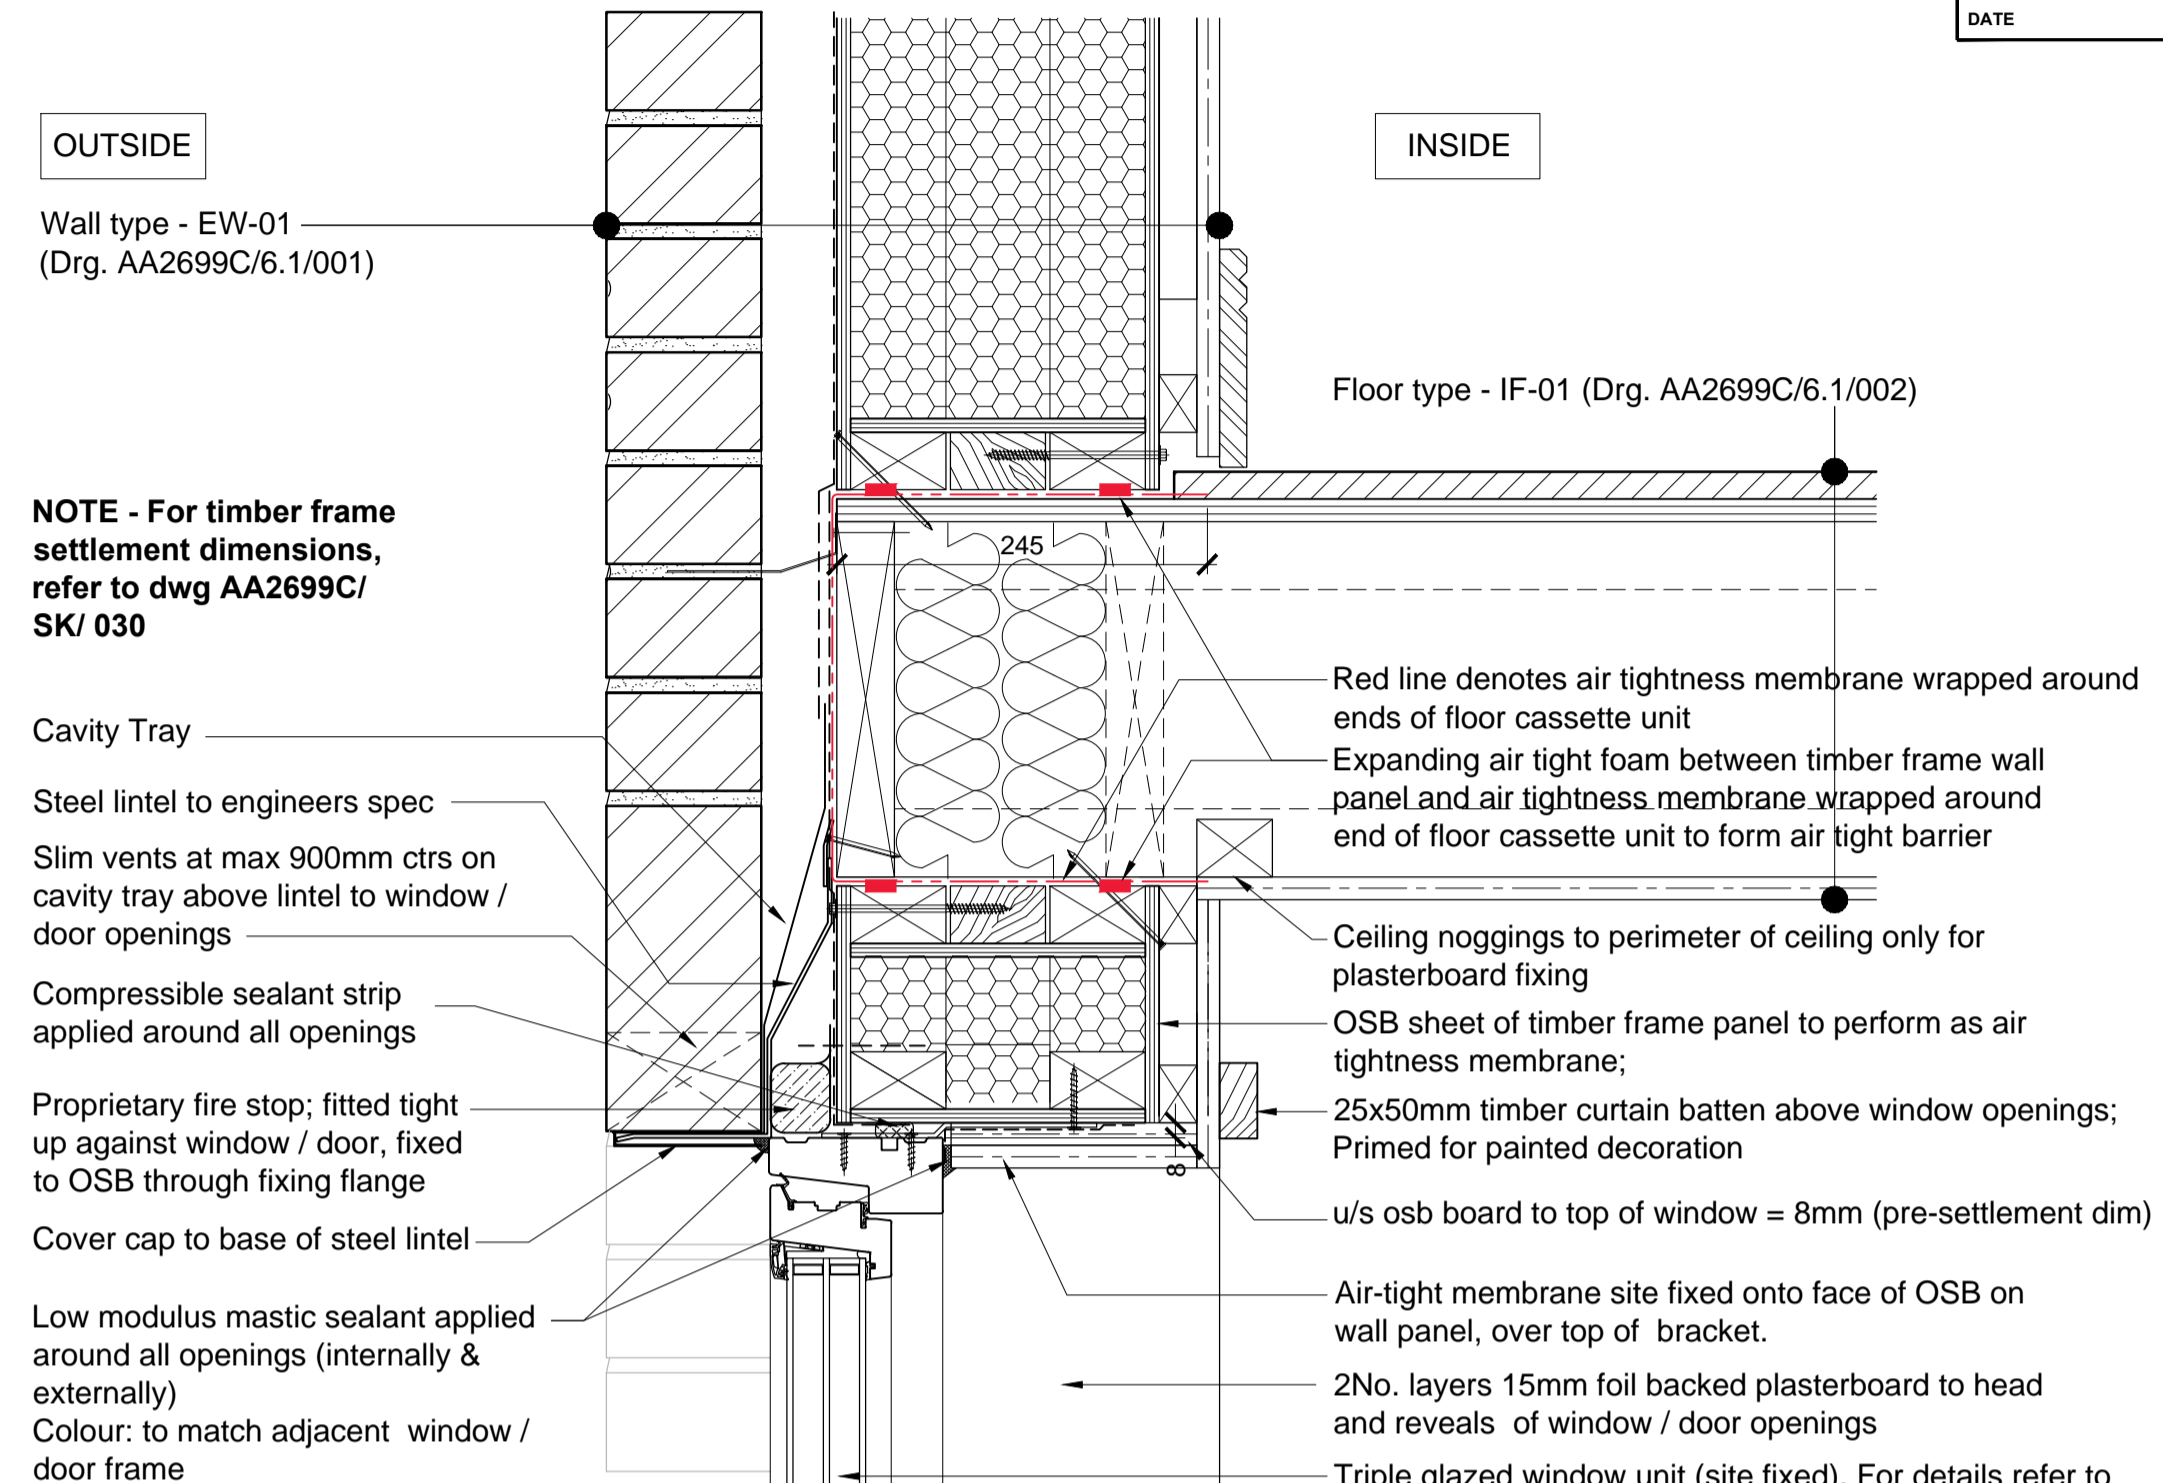 DATE
OUTSIDE
INSIDE
Wall type - EW-01
(Drg. AA2699C/6.1/001)
Floor type - IF-01 (Drg. AA2699C/6.1/002)
NOTE - For timber frame
settlement dimensions,
refer to dwg AA2699C/
SK/ 030
245
Cavity Tray
Steel lintel to engineers spec
Slim vents at max 900mm ctrs on
cavity tray above lintel to window /
door openings
Compressible sealant strip
applied around all openings
Proprietary fire stop; fitted tight
up against window / door, fixed
to OSB through fixing flange
Cover cap to base of steel lintel
Low modulus mastic sealant applied
around all openings (internally &
externally)
Colour: to match adjacent window /
door frame
Red line denotes air tightness membrane wrapped around
ends of floor cassette unit
Expanding air tight foam between timber frame wall
panel and air tightness membrane wrapped around
end of floor cassette unit to form air tight barrier
Ceiling noggings to perimeter of ceiling only for
plasterboard fixing
OSB sheet of timber frame panel to perform as air
tightness membrane;
25x50mm timber curtain batten above window openings;
Primed for painted decoration
8
u/s osb board to top of window = 8mm (pre-settlement dim)
Air-tight membrane site fixed onto face of OSB on
wall panel, over top of bracket.
2No. layers 15mm foil backed plasterboard to head
and reveals of window / door openings
Triple glazed window unit (site fixed). For details refer to